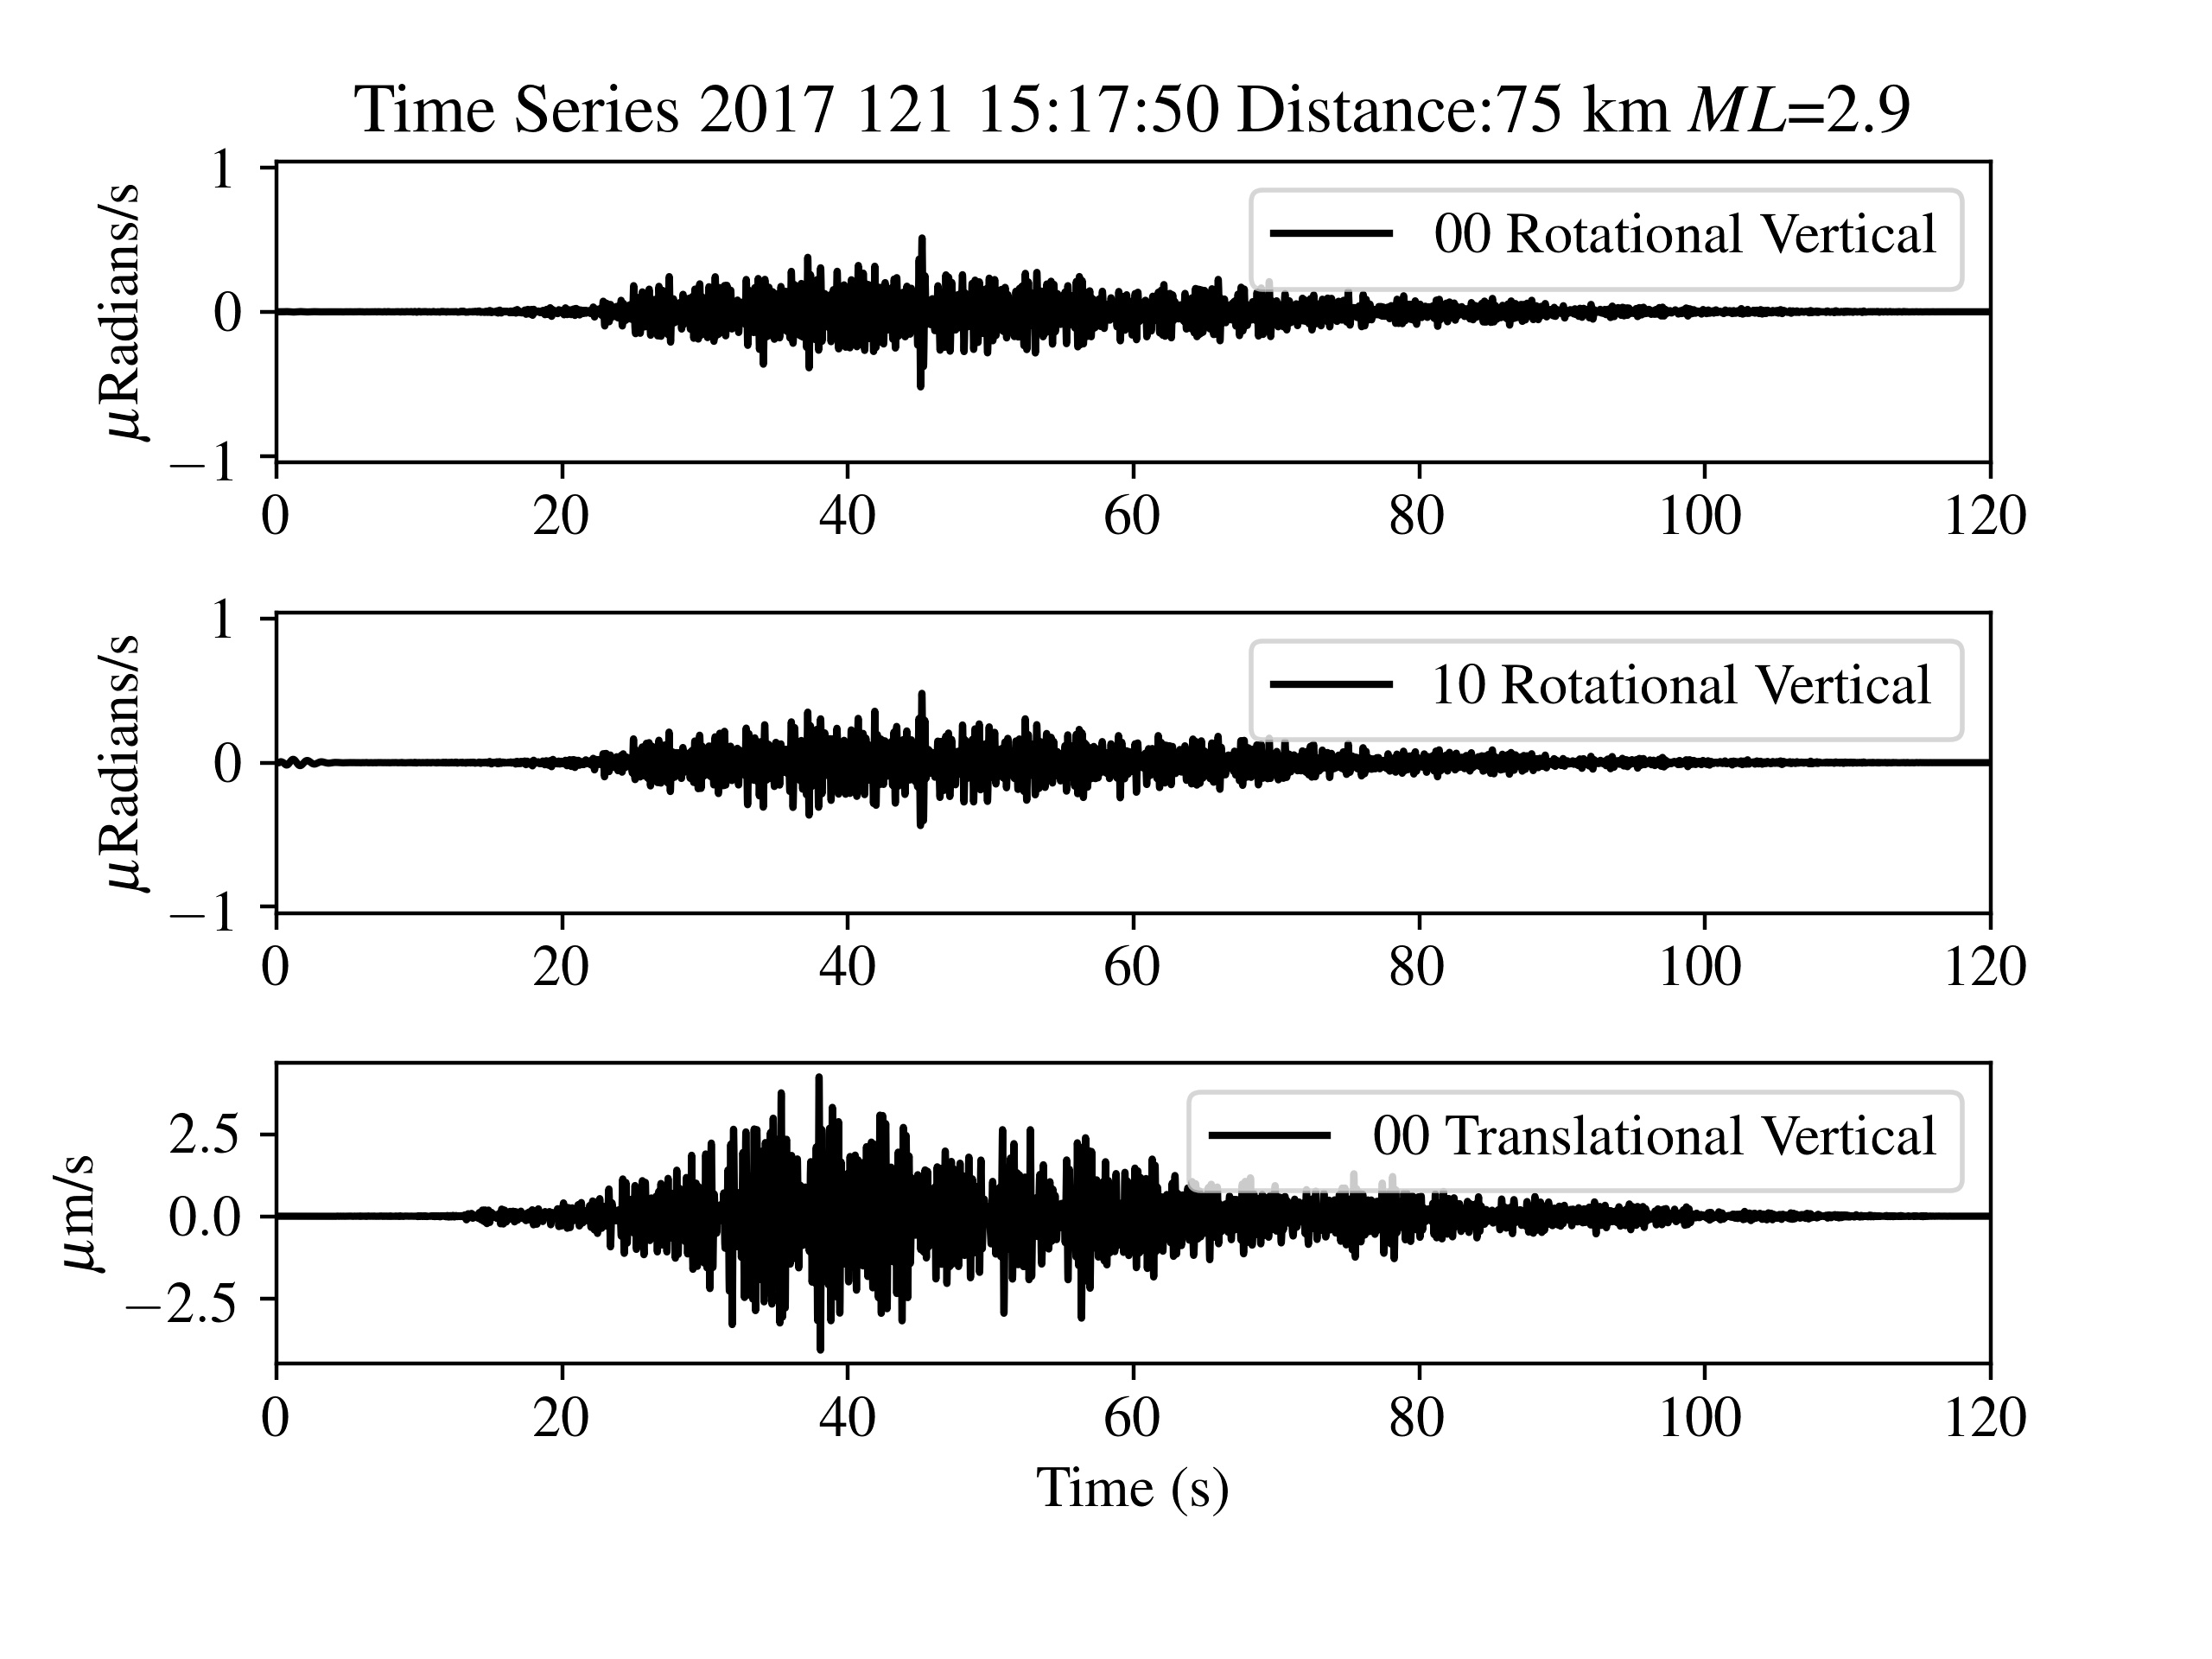 Time Series 2017 121 15:17:50 Distance:75 km ML=2.9
μRadians/s
1
0
−1
00 Rotational Vertical
0 20 40 60 80 100 120
μRadians/s
1
0
−1
10 Rotational Vertical
0 20 40 60 80 100 120
μm/s
2.5
0.0
−2.5
00 Translational Vertical
0 20 40 60 80 100 120
Time (s)